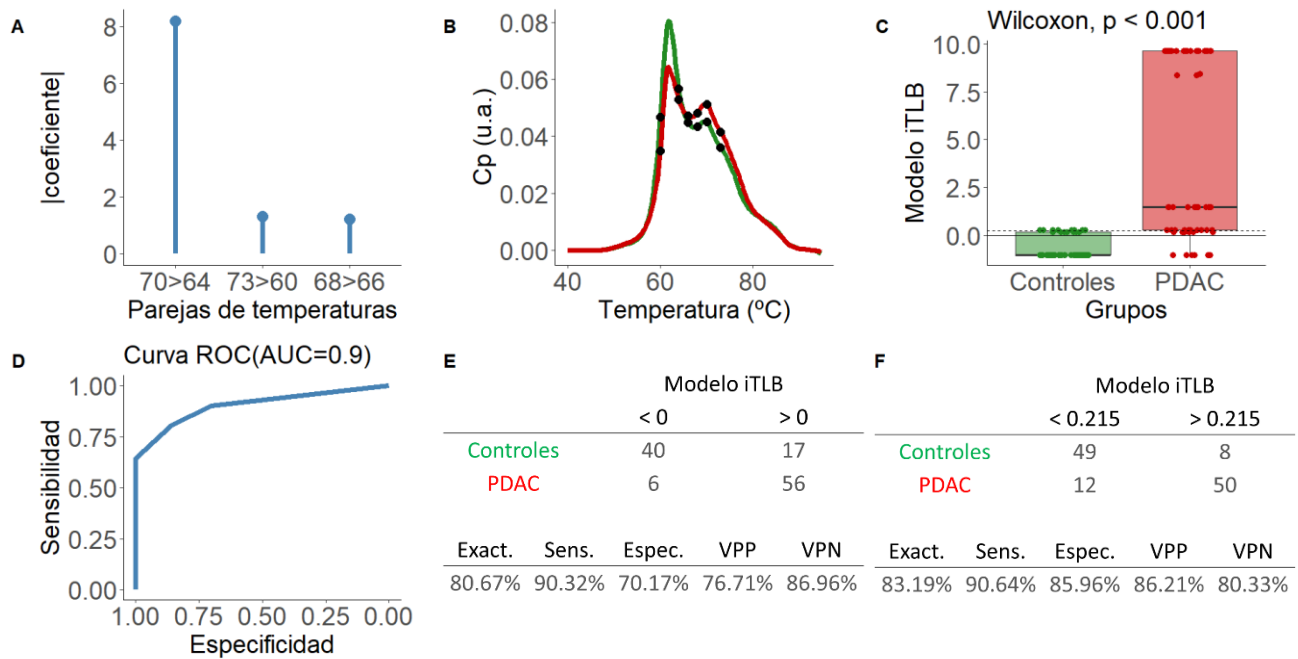 A
8
6
4
2
0
|coeficiente|
70>64 73>60 68>66
Parejas de temperaturas
B
0.08
0.06
0.04
0.02
0.00
Cp (u.a.)
40 60 80
Temperatura (ºC)
C
Wilcoxon, p < 0.001
10.0
7.5
5.0
2.5
0.0
Modelo iTLB
Controles PDAC
Grupos
D
Curva ROC(AUC=0.9)
1.00
0.75
0.50
0.25
0.00
Sensibilidad
1.00 0.75 0.50 0.25 0.00
Especificidad
E
Modelo iTLB
< 0 > 0
Controles 40 17
PDAC 6 56
Exact. Sens. Espec. VPP VPN
80.67% 90.32% 70.17% 76.71% 86.96%
F
Modelo iTLB
< 0.215 > 0.215
Controles 49 8
PDAC 12 50
Exact. Sens. Espec. VPP VPN
83.19% 90.64% 85.96% 86.21% 80.33%